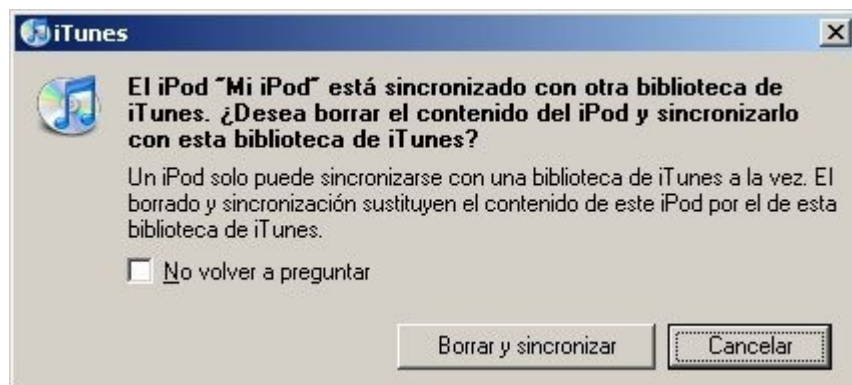 iTunes
El iPod "Mi iPod" está sincronizado con otra biblioteca de
iTunes. ¿Desea borrar el contenido del iPod y sincronizarlo
con esta biblioteca de iTunes?
Un iPod solo puede sincronizarse con una biblioteca de iTunes a la vez. El
borrado y sincronización sustituyen el contenido de este iPod por el de esta
biblioteca de iTunes.
No volver a preguntar
Borrar y sincronizar
Cancelar